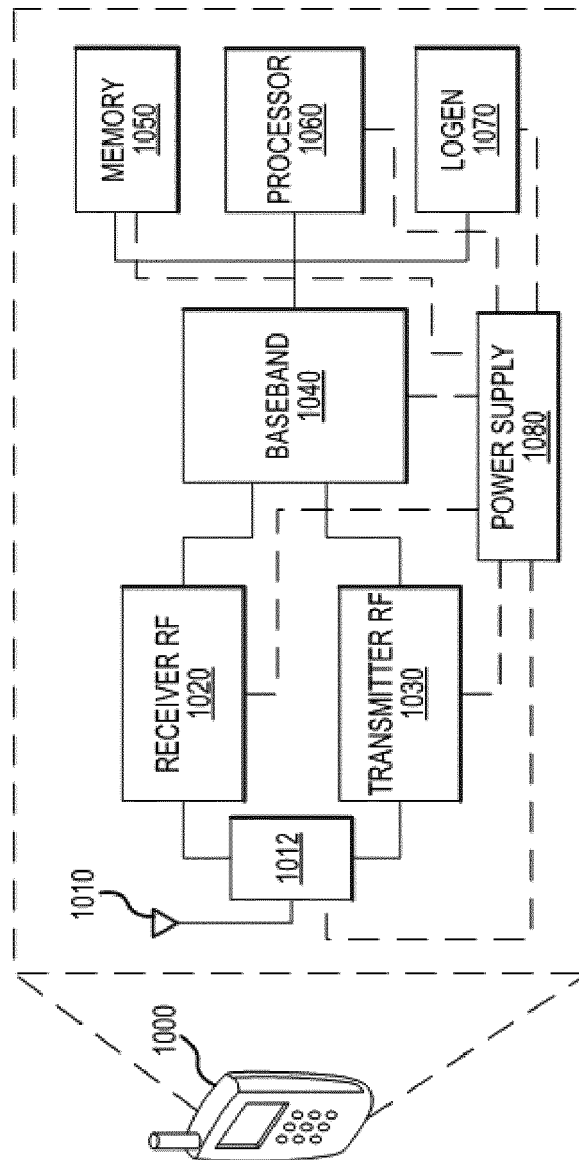 1000
1010
1012
RECEIVER RF
1020
TRANSMITTER RF
1030
BASEBAND
1040
MEMORY
1050
PROCESSOR
1060
LOGEN
1070
POWER SUPPLY
1080